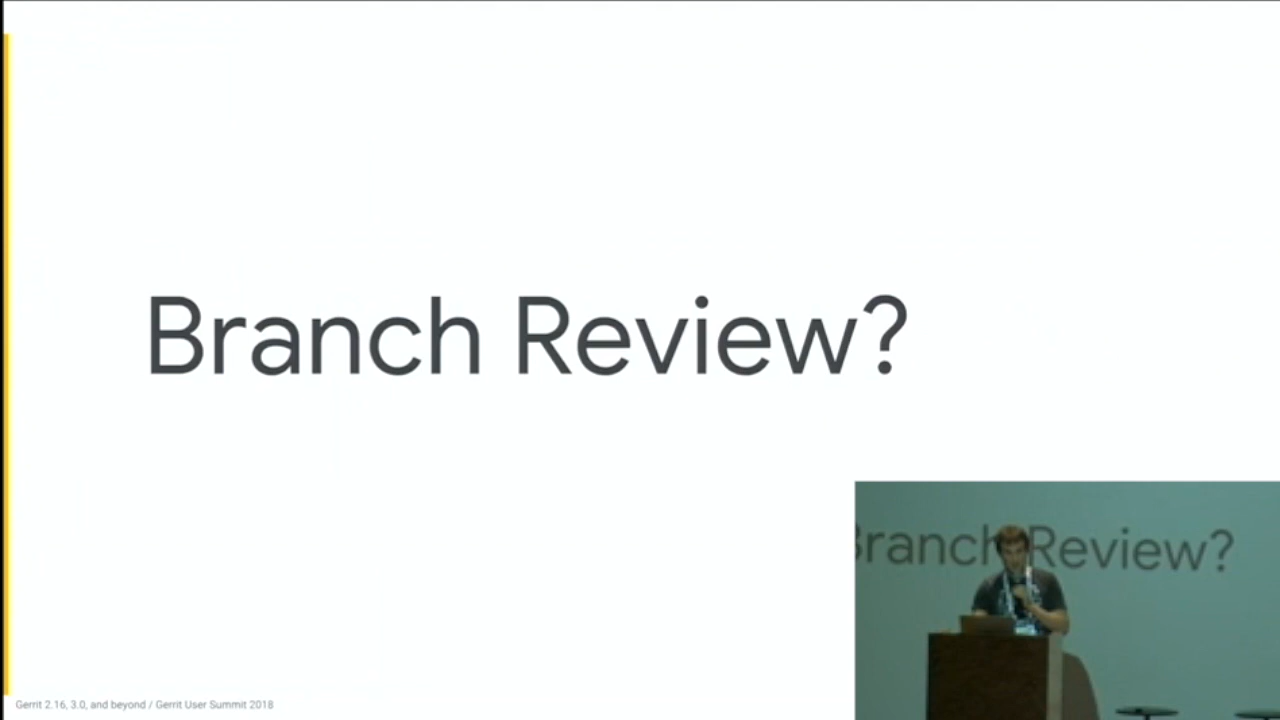 Branch Review?
Branch Review?
Gerrit 2.16, 3.0, and beyond / Gerrit User Summit 2018